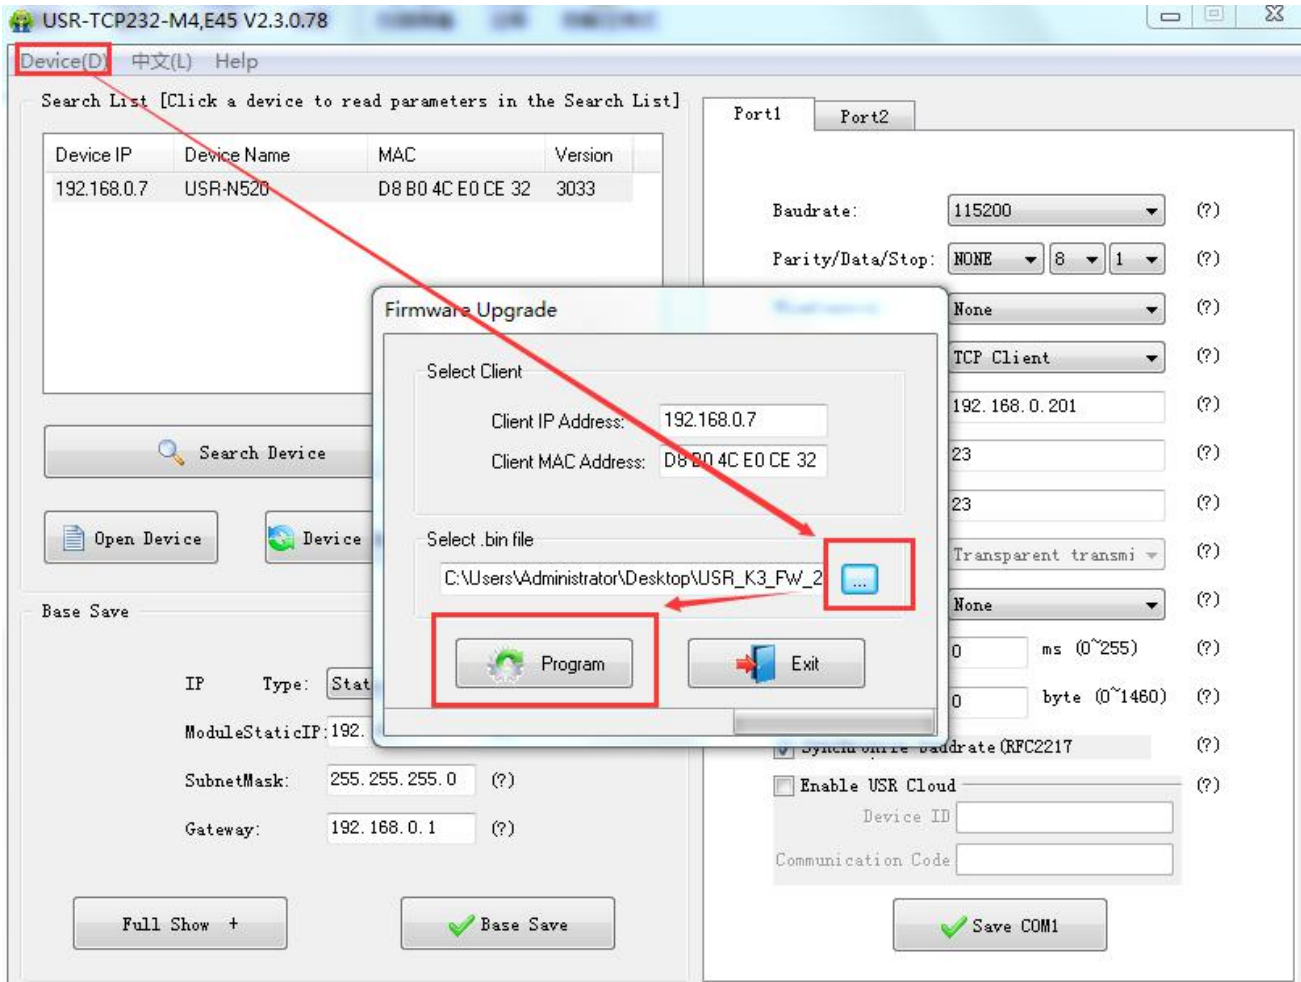 USR-TCP232-M4,E45 V2.3.0.78
Device(D) 中文(L) Help
Search List [Click a device to read parameters in the Search List]
Device IP Device Name MAC Version
192.168.0.7 USR-N520 D8 B0 4C E0 CE 32 3033
Search Device
Open Device
Device
Base Save
IP Type: Stat
ModuleStaticIP: 192.
SubnetMask: 255.255.255.0 (?)
Gateway: 192.168.0.1 (?)
Full Show +
Base Save
Firmware Upgrade
Select Client
Client IP Address: 192.168.0.7
Client MAC Address: D8 B0 4C E0 CE 32
Select .bin file
C:\Users\Administrator\Desktop\USR_K3_FW_2 ...
Program
Exit
Port1 Port2
Baudrate: 115200 (?)
Parity/Data/Stop: NONE 8 1 (?)
None (?)
TCP Client (?)
192.168.0.201 (?)
23 (?)
23 (?)
Transparent transmi (?)
None (?)
0 ms (0~255) (?)
0 byte (0~1460) (?)
Baudrate(RFC2217 (?)
Enable USR Cloud (?)
Device ID
Communication Code
Save COM1